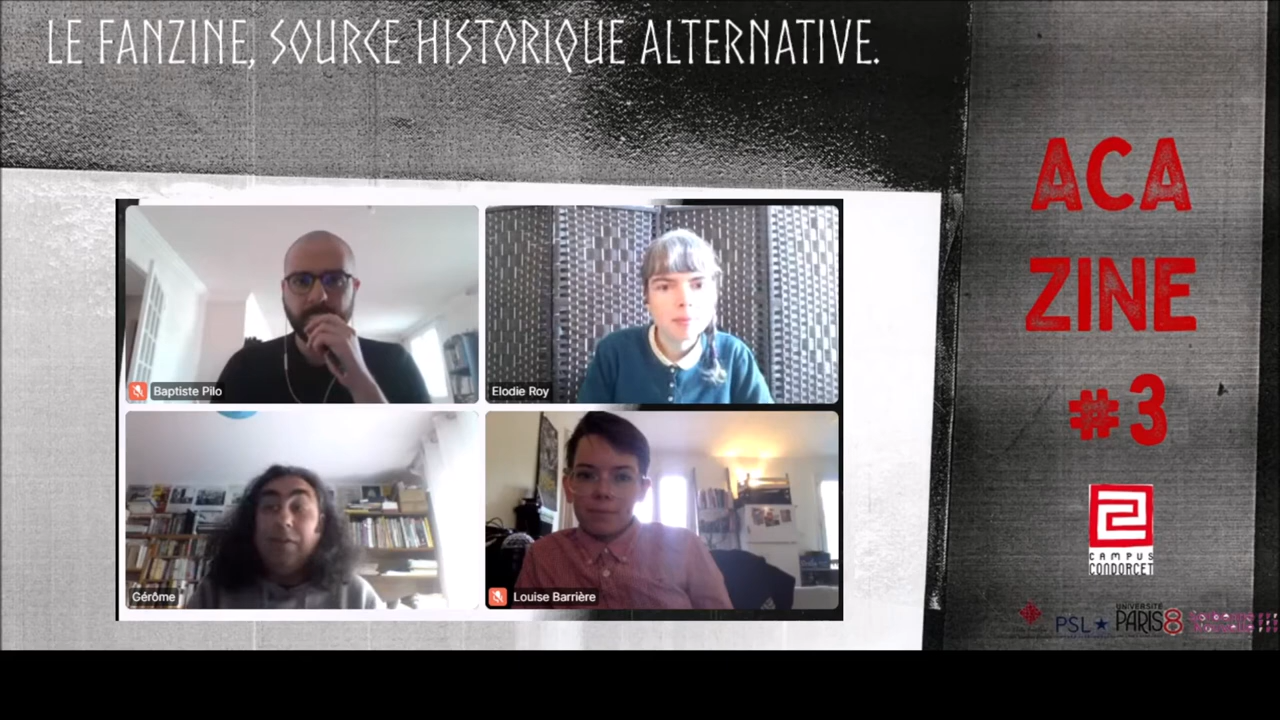 LE FANZINE, SOURCE HISTORIQUE ALTERNATIVE.
Baptiste Pilo
Elodie Roy
Gérôme
Louise Barrière
ACA
ZINE
#3
CAMPUS
CONDORCET
PSL
UNIVERSITÉ
PARIS8